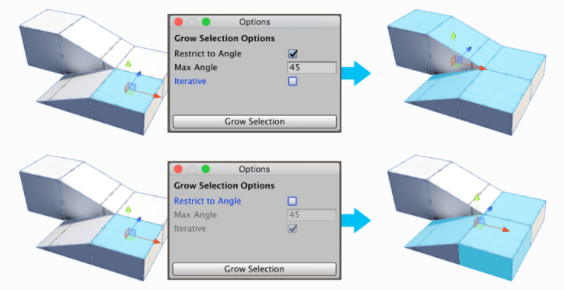 Options
Grow Selection Options
Restrict to Angle
Max Angle 45
Iterative
Grow Selection
Options
Grow Selection Options
Restrict to Angle
Max Angle 45
Iterative
Grow Selection